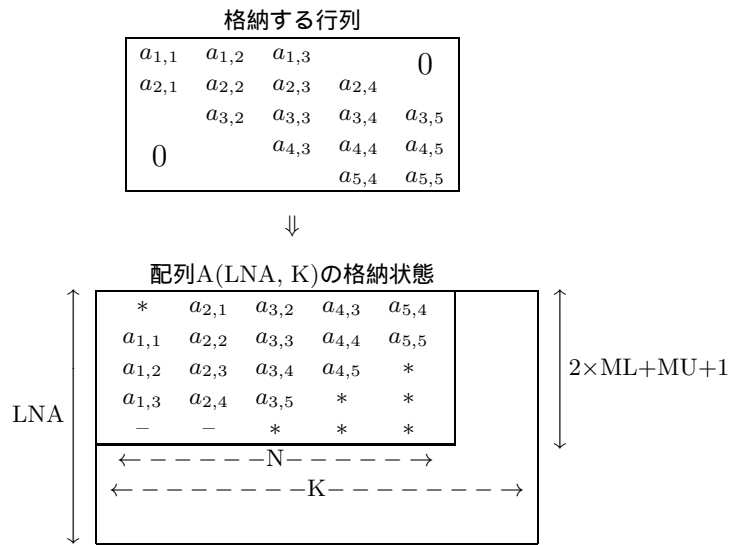 格納する行列
a1,1 a1,2 a1,3 0
a2,1 a2,2 a2,3 a2,4
a3,2 a3,3 a3,4 a3,5
0 a4,3 a4,4 a4,5
a5,4 a5,5
⇓
配列A(LNA, K)の格納状態
* a2,1 a3,2 a4,3 a5,4
a1,1 a2,2 a3,3 a4,4 a5,5
a1,2 a2,3 a3,4 a4,5 *
a1,3 a2,4 a3,5 * *
– – * * *
2×ML+MU+1
LNA
←−−−−−−N−−−−−−→
←−−−−−−−−K−−−−−−−−→